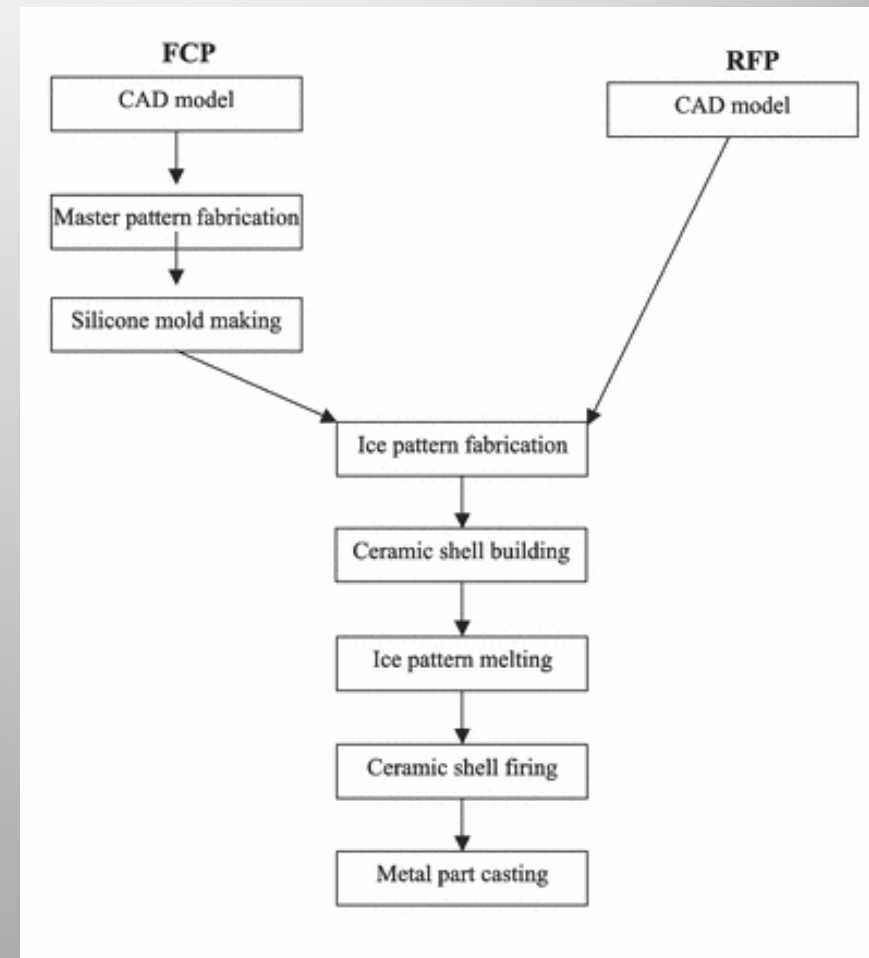 FCP
CAD model
Master pattern fabrication
Silicone mold making
RFP
CAD model
Ice pattern fabrication
Ceramic shell building
Ice pattern melting
Ceramic shell firing
Metal part casting